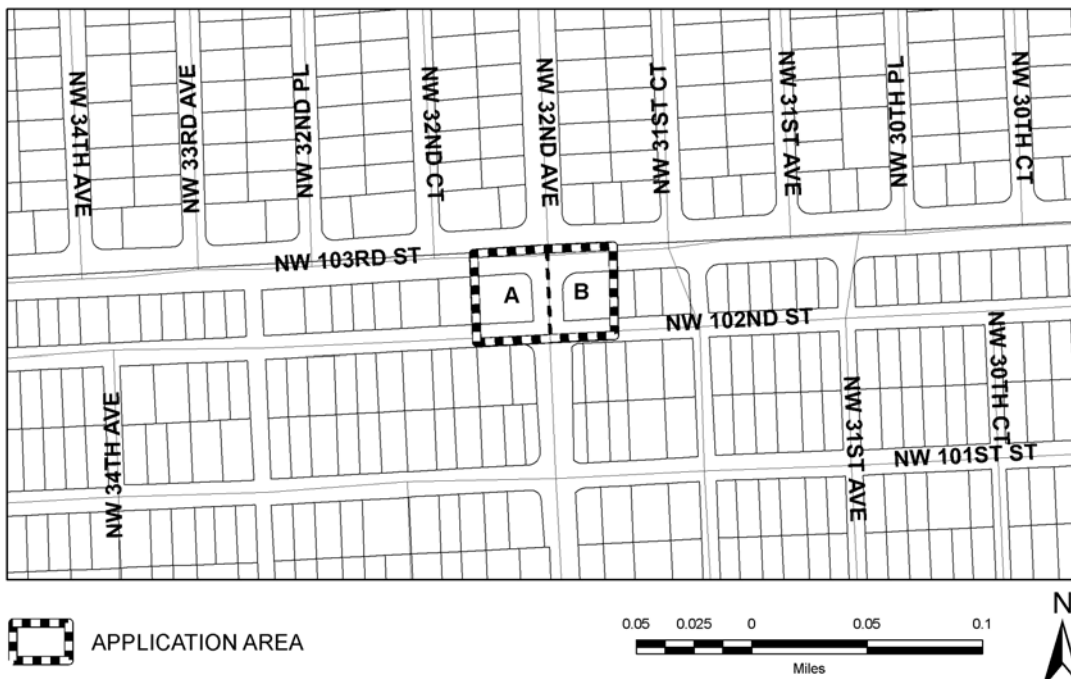 NW 34TH AVE
NW 33RD AVE
NW 32ND PL
NW 32ND CT
NW 32ND AVE
NW 31ST CT
NW 31ST AVE
NW 30TH PL
NW 30TH CT
NW 103RD ST
A
B
NW 102ND ST
NW 34TH AVE
NW 31ST AVE
NW 30TH CT
NW 101ST ST
APPLICATION AREA
0.05 0.025 0 0.05 0.1
Miles
N